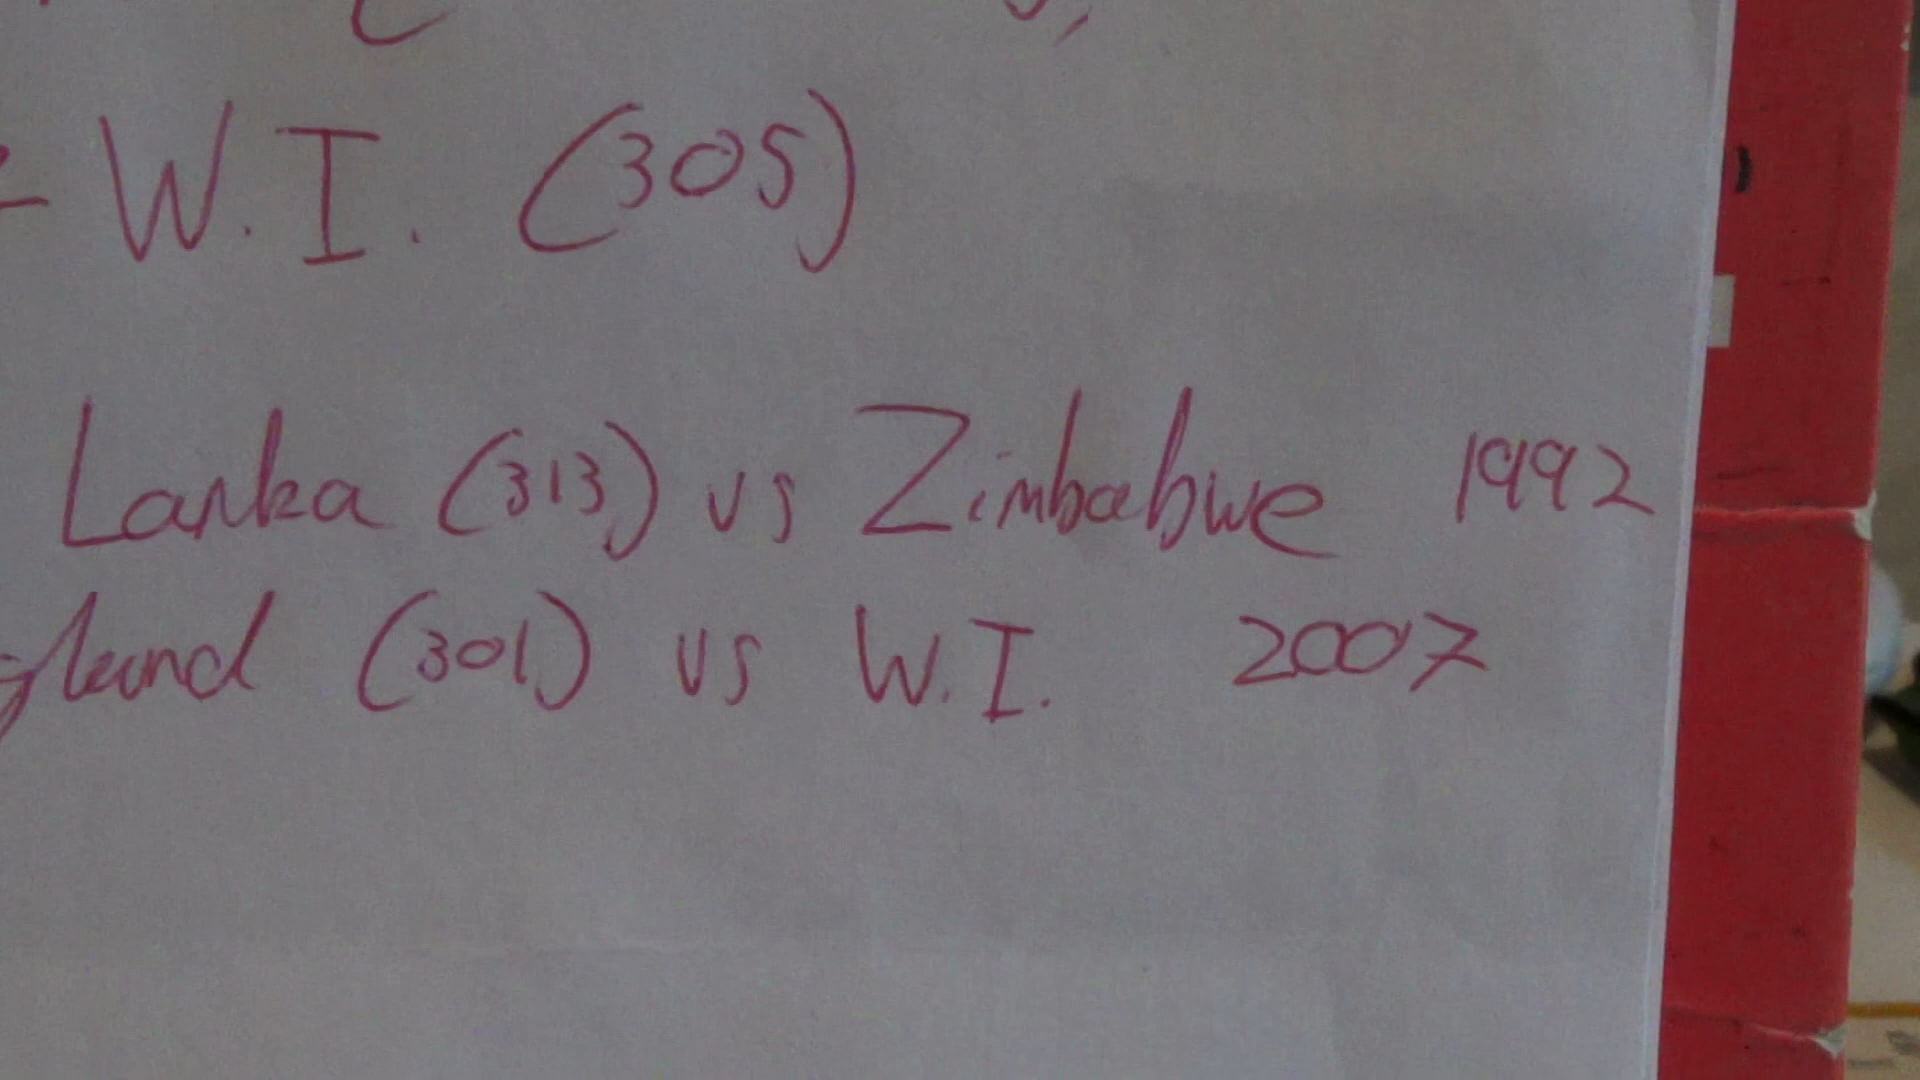 W.I. (305)
Lanka (313) vs Zimbabwe 1992
gland (301) vs W.I. 2007